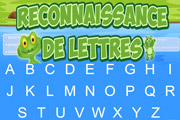 RECONNAISSANCE
DE LETTRES
A B C D E F G H I
J K L M N O P Q R
S T U V W X Y Z